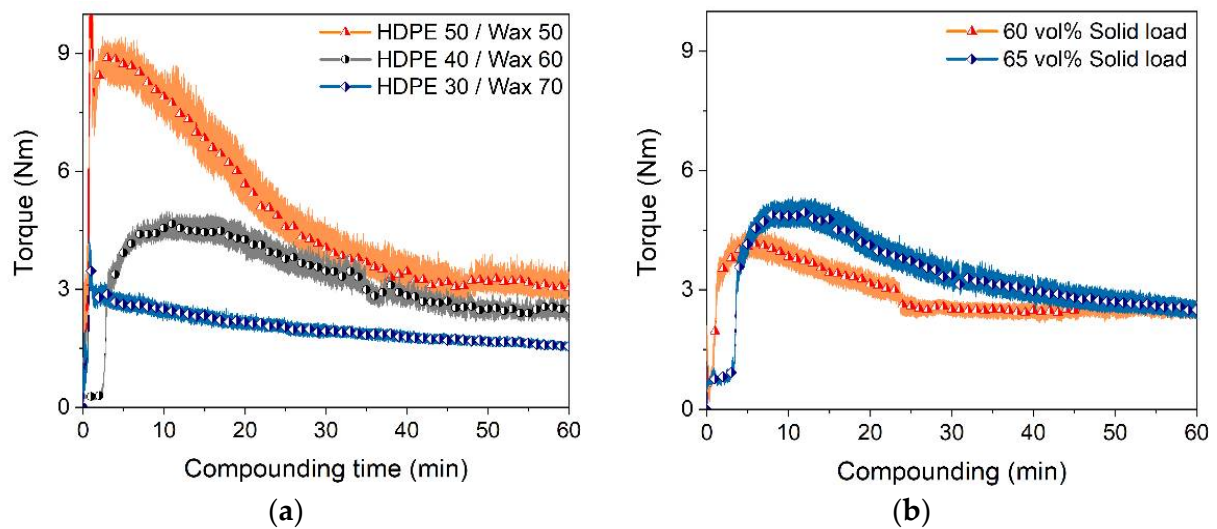 HDPE 50 / Wax 50
HDPE 40 / Wax 60
HDPE 30 / Wax 70
9
6
3
0
Torque (Nm)
0 10 20 30 40 50 60
Compounding time (min)
(a)
60 vol% Solid load
65 vol% Solid load
9
6
3
0
Torque (Nm)
0 10 20 30 40 50 60
Compounding (min)
(b)